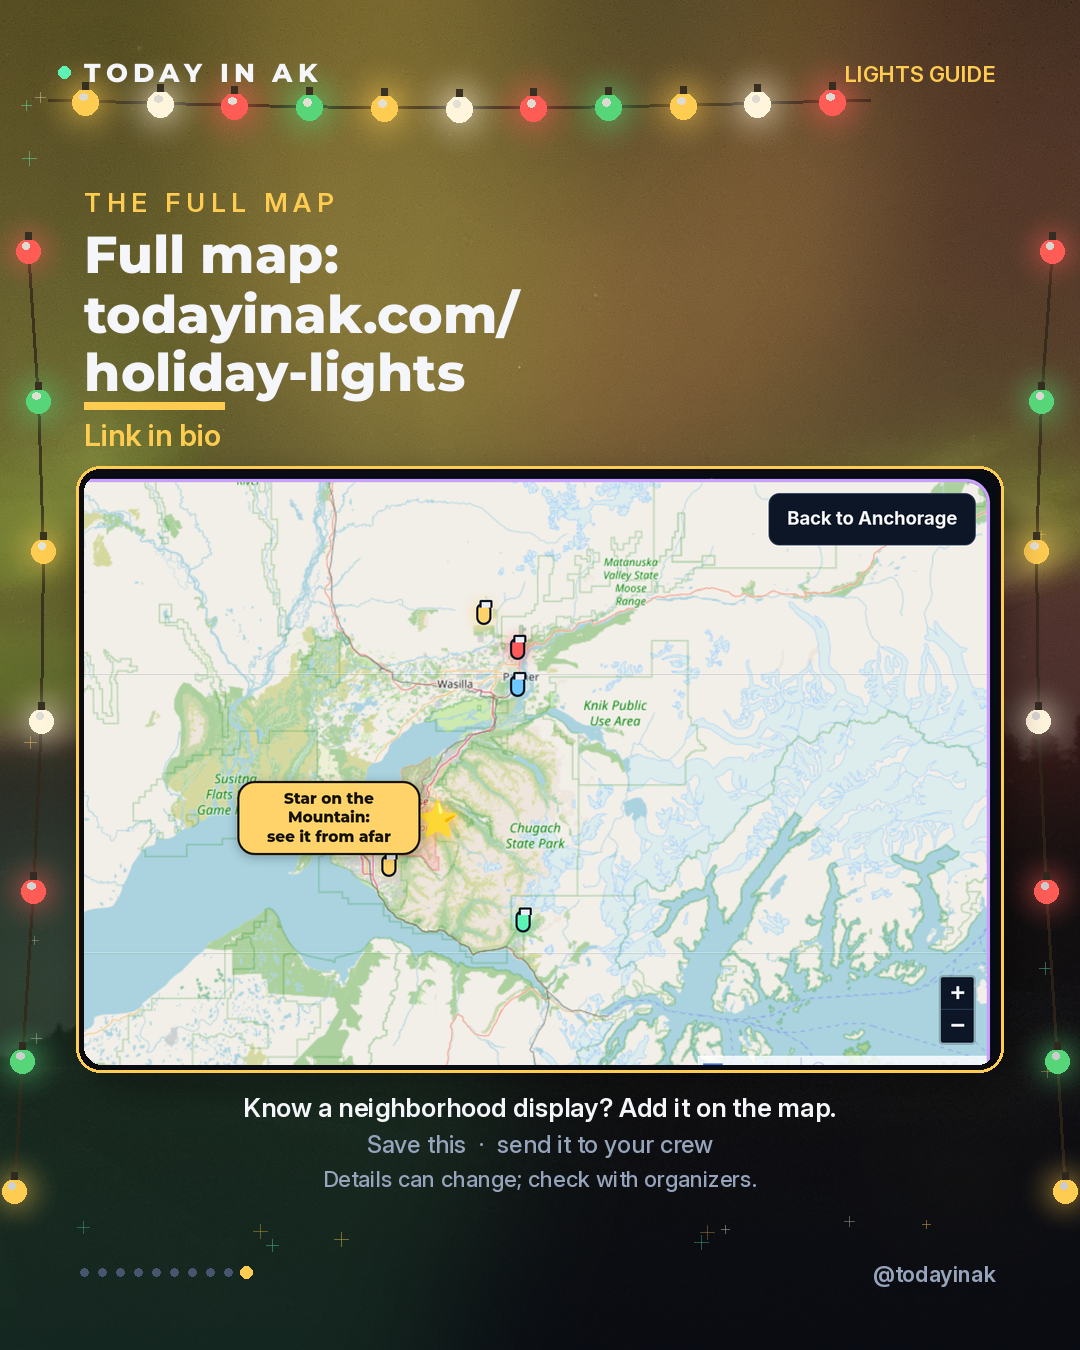 TODAY IN AK
LIGHTS GUIDE
THE FULL MAP
Full map:
todayinak.com/
holiday-lights
Link in bio
Back to Anchorage
Matanuska
Valley State
Moose
Range
Wasilla
Knik Public
Use Area
Susitna
Flats
Game
Star on the
Mountain:
see it from afar
Chugach
State Park
+
−
Know a neighborhood display? Add it on the map.
Save this · send it to your crew
Details can change; check with organizers.
@todayinak